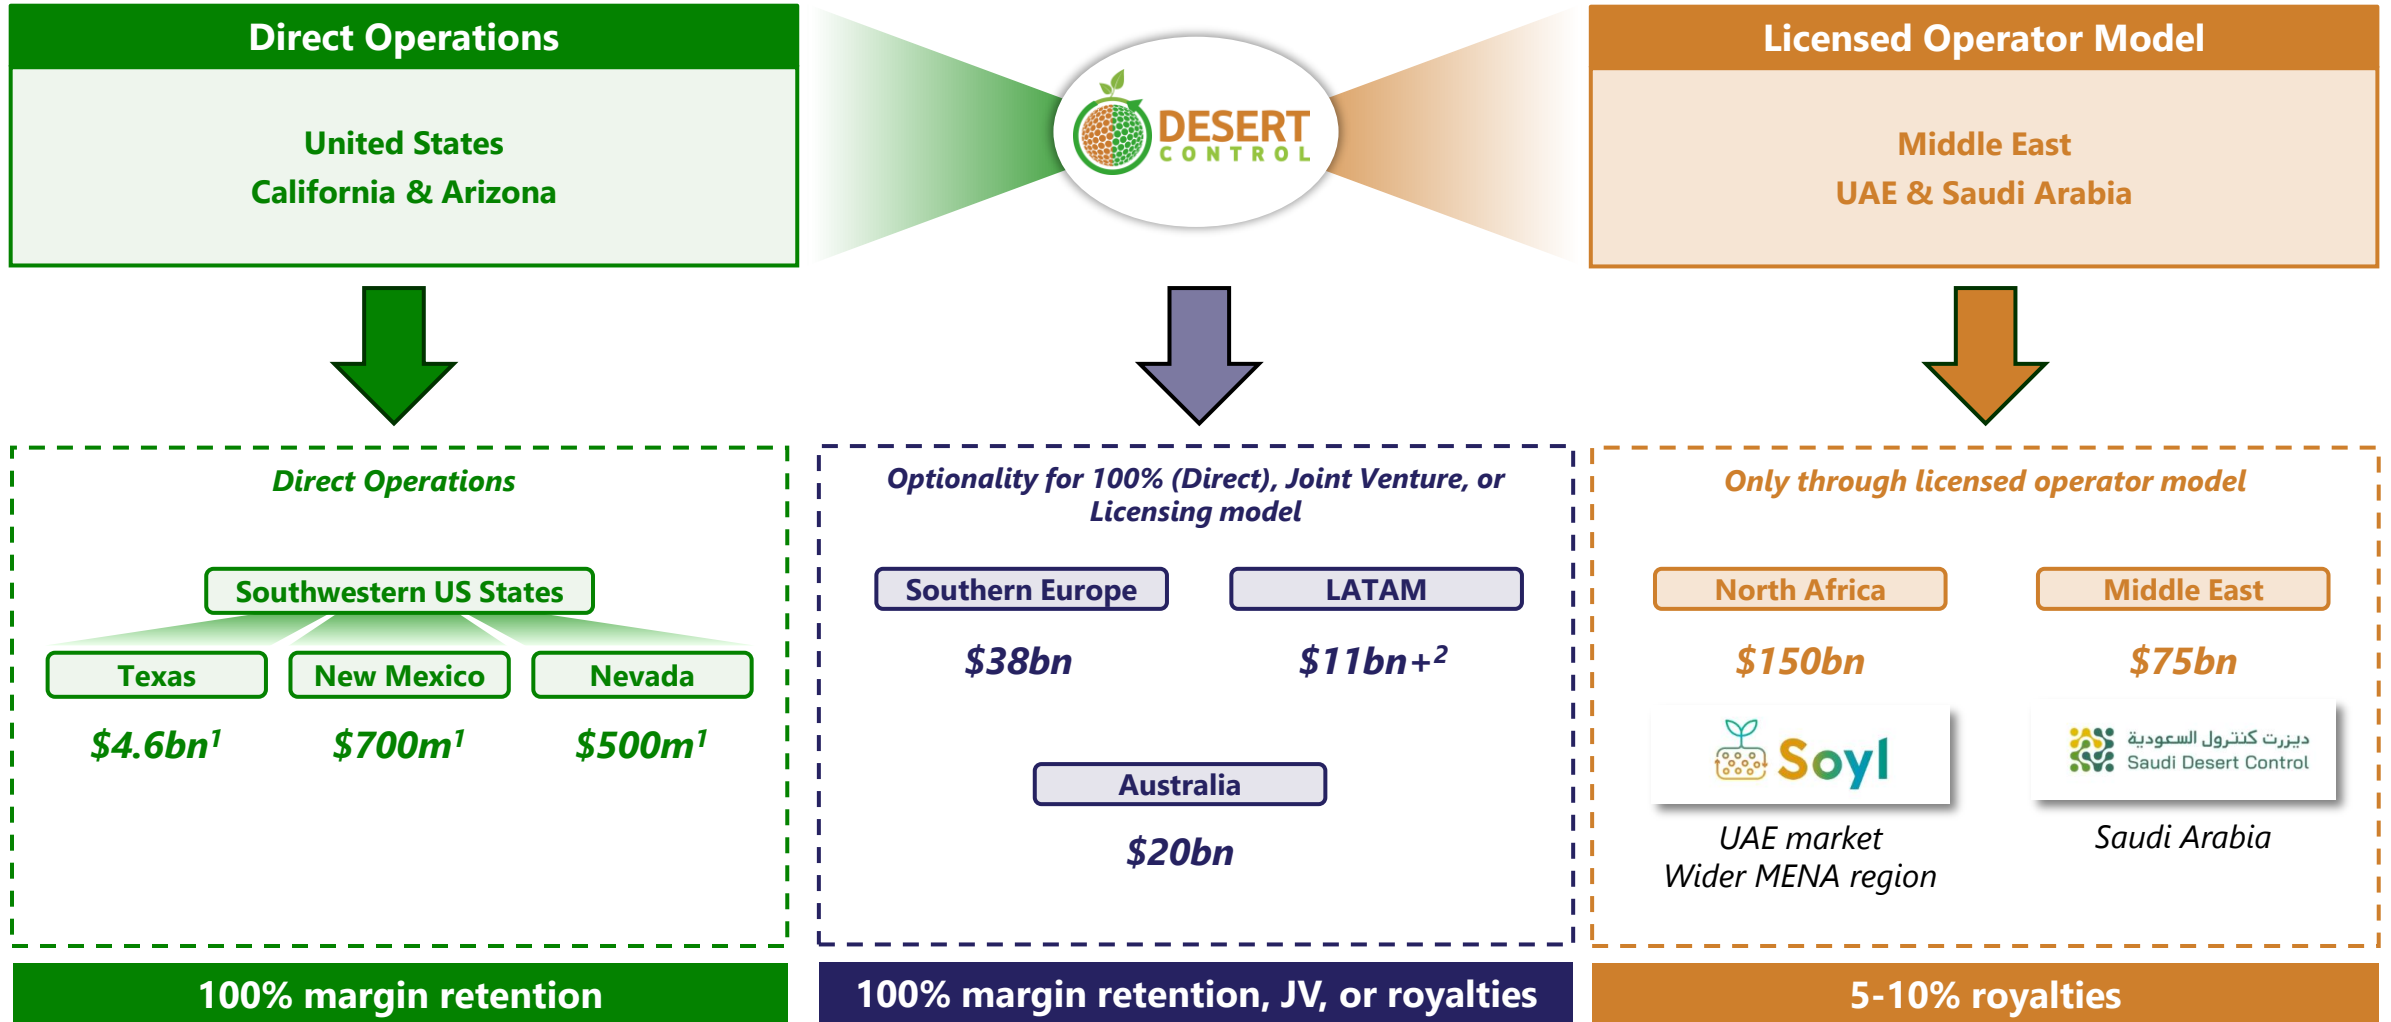 Direct Operations
United States
California & Arizona
DESERT
CONTROL
Licensed Operator Model
Middle East
UAE & Saudi Arabia
Direct Operations
Southwestern US States
Texas
New Mexico
Nevada
$4.6bn¹
$700m¹
$500m¹
100% margin retention
Optionality for 100% (Direct), Joint Venture, or
Licensing model
Southern Europe
LATAM
$38bn
$11bn+²
Australia
$20bn
100% margin retention, JV, or royalties
Only through licensed operator model
North Africa
Middle East
$150bn
$75bn
Soyl
ديزرت كنترول السعودية
Saudi Desert Control
UAE market
Wider MENA region
Saudi Arabia
5-10% royalties